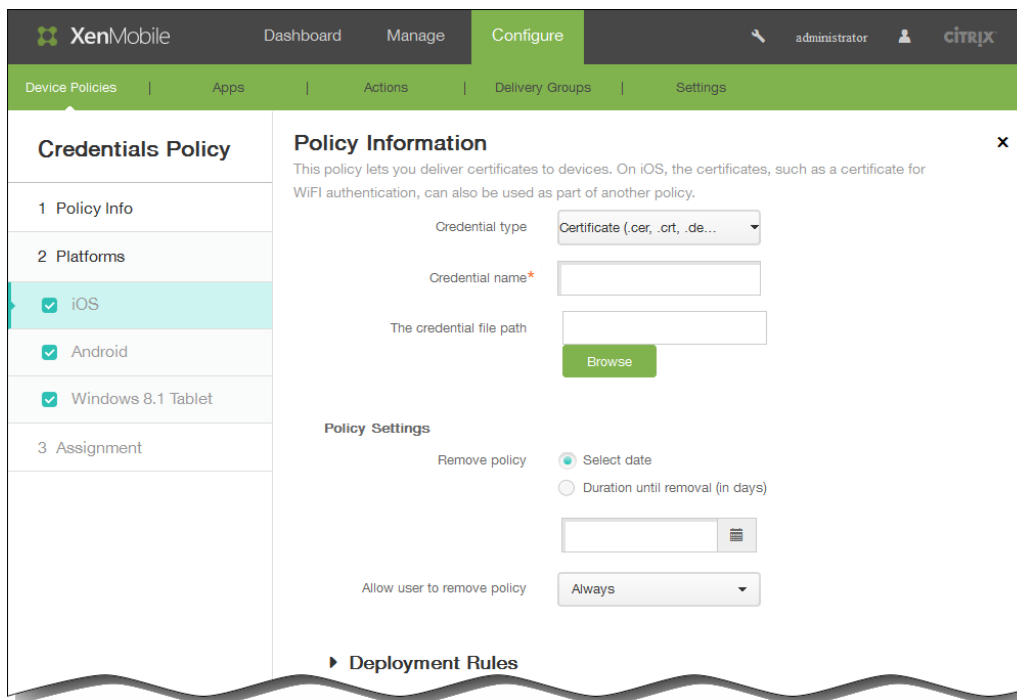 XenMobile Dashboard Manage Configure administrator CITRIX
Device Policies | Apps | Actions | Delivery Groups | Settings
Credentials Policy
1 Policy Info
2 Platforms
iOS
Android
Windows 8.1 Tablet
3 Assignment
Policy Information
x
This policy lets you deliver certificates to devices. On iOS, the certificates, such as a certificate for
WiFI authentication, can also be used as part of another policy.
Credential type Certificate (.cer, .crt, .de...
Credential name*
The credential file path
Browse
Policy Settings
Remove policy Select date
Duration until removal (in days)
Allow user to remove policy Always
Deployment Rules